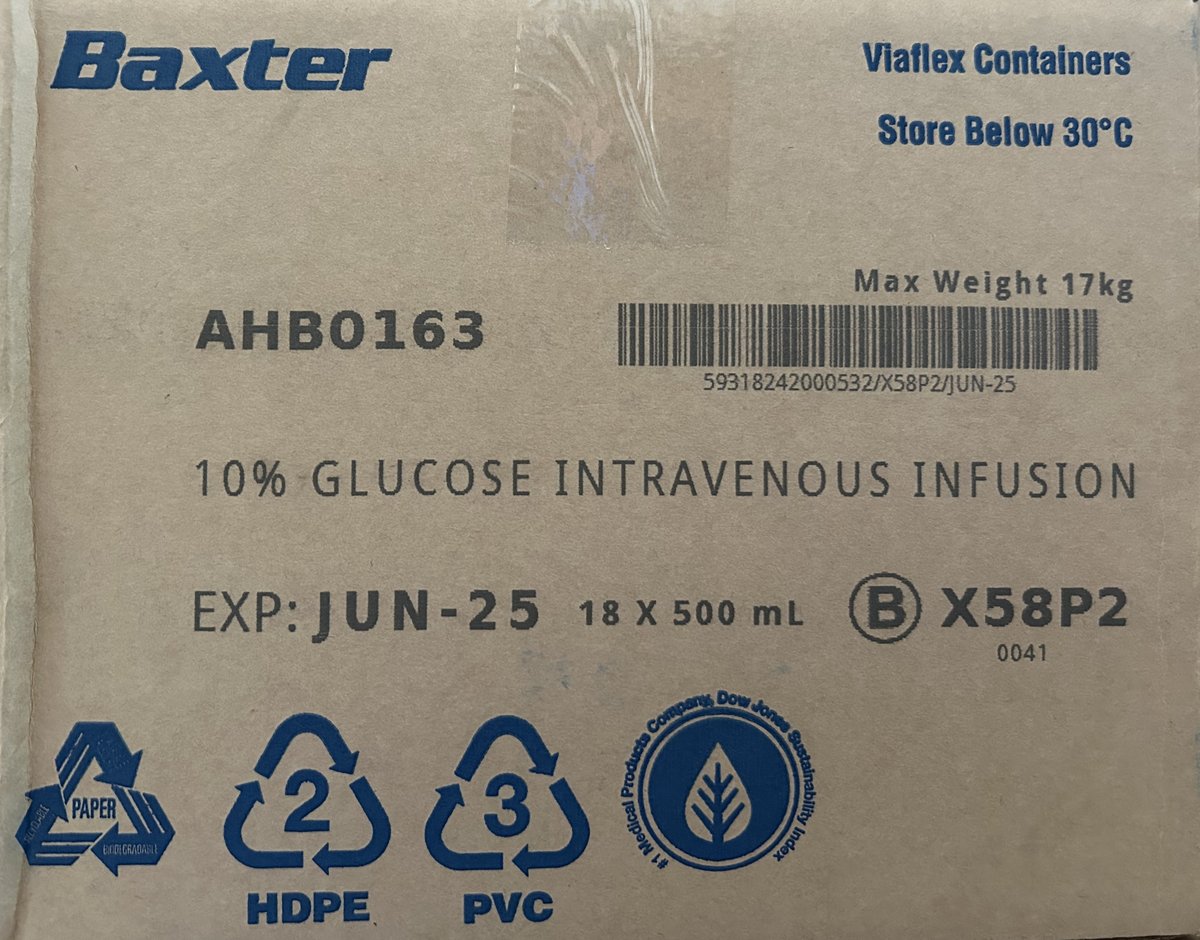 Baxter
Viaflex Containers
Store Below 30°C
Max Weight 17kg
AHB0163
59318242000532/X58P2/JUN-25
10% GLUCOSE INTRAVENOUS INFUSION
EXP: JUN-25 18 X 500 mL B X58P2
0041
#1 Medical Products Company, Dow Jones Sustainability Index
PAPER
BIODEGRADABLE
2
HDPE
3
PVC